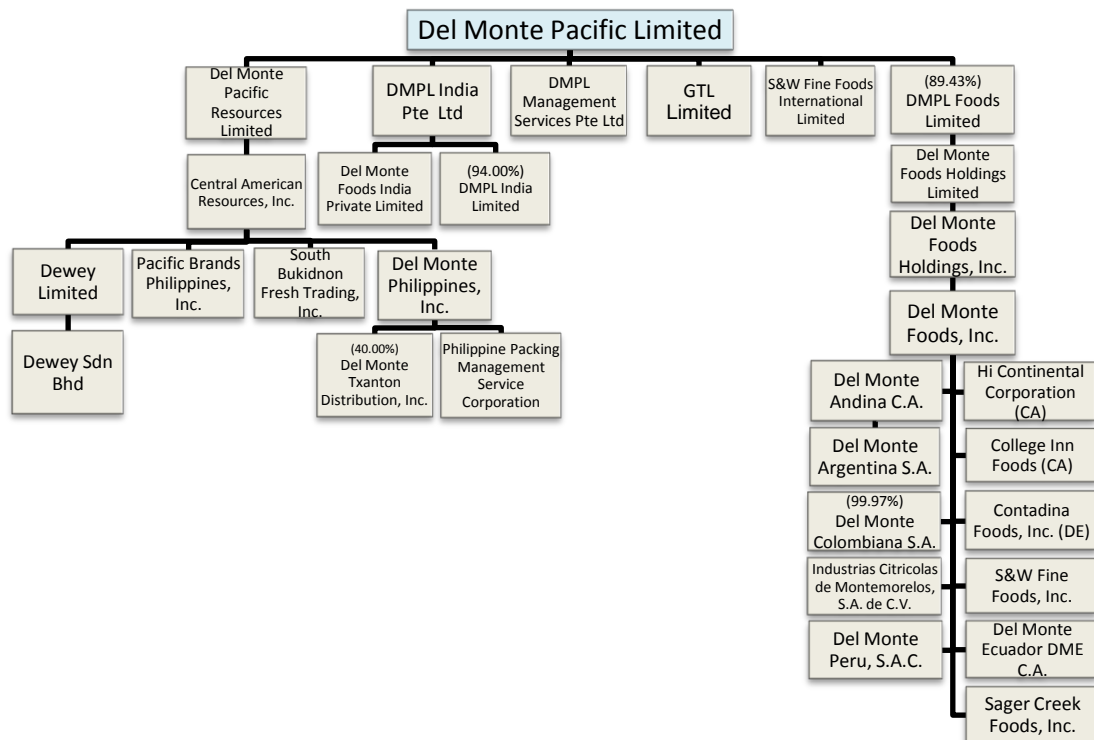 Del Monte Pacific Limited
Del Monte
Pacific
Resources
Limited
DMPL India
Pte Ltd
DMPL
Management
Services Pte Ltd
GTL
Limited
S&W Fine Foods
International
Limited
(89.43%)
DMPL Foods
Limited
Central American
Resources, Inc.
Del Monte
Foods India
Private Limited
(94.00%)
DMPL India
Limited
Del Monte
Foods Holdings
Limited
Del Monte
Foods
Holdings, Inc.
Dewey
Limited
Pacific Brands
Philippines,
Inc.
South
Bukidnon
Fresh Trading,
Inc.
Del Monte
Philippines,
Inc.
Del Monte
Foods, Inc.
Dewey Sdn
Bhd
(40.00%)
Del Monte
Txanton
Distribution, Inc.
Philippine Packing
Management
Service
Corporation
Del Monte
Andina C.A.
Hi Continental
Corporation
(CA)
Del Monte
Argentina S.A.
College Inn
Foods (CA)
(99.97%)
Del Monte
Colombiana S.A.
Contadina
Foods, Inc. (DE)
Industrias Citricolas
de Montemorelos,
S.A. de C.V.
S&W Fine
Foods, Inc.
Del Monte
Peru, S.A.C.
Del Monte
Ecuador DME
C.A.
Sager Creek
Foods, Inc.